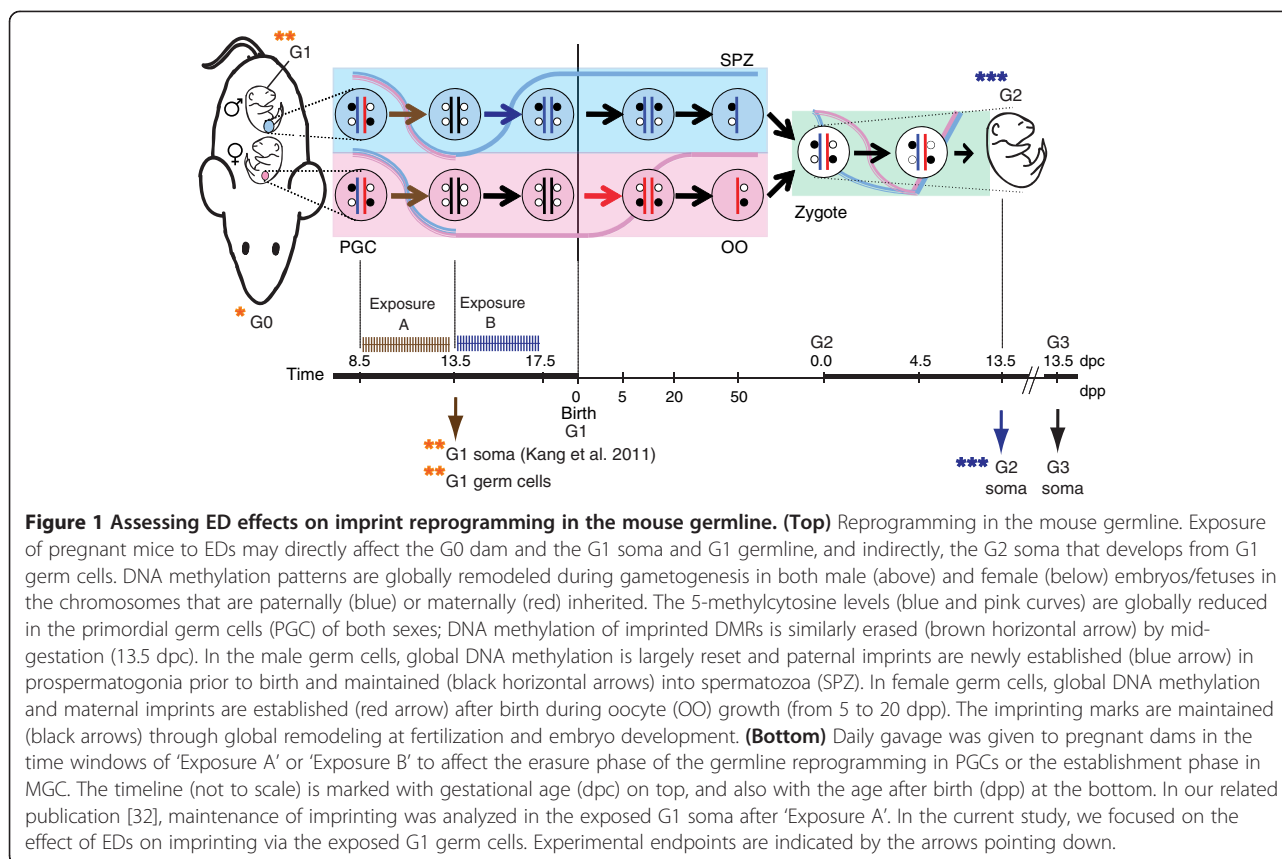 **
G1
SPZ
***
G2
♂
♀
Zygote
PGC
OO
* G0
Exposure
A
Exposure
B
G2
G3
8.5
13.5
17.5
0.0
4.5
13.5
13.5
dpc
Time
0
5
20
50
dpp
Birth
G1
**G1 soma (Kang et al. 2011)
**G1 germ cells
*** G2
soma
G3
soma
Figure 1 Assessing ED effects on imprint reprogramming in the mouse germline. (Top) Reprogramming in the mouse germline. Exposure
of pregnant mice to EDs may directly affect the G0 dam and the G1 soma and G1 germline, and indirectly, the G2 soma that develops from G1
germ cells. DNA methylation patterns are globally remodeled during gametogenesis in both male (above) and female (below) embryos/fetuses in
the chromosomes that are paternally (blue) or maternally (red) inherited. The 5-methylcytosine levels (blue and pink curves) are globally reduced
in the primordial germ cells (PGC) of both sexes; DNA methylation of imprinted DMRs is similarly erased (brown horizontal arrow) by mid-
gestation (13.5 dpc). In the male germ cells, global DNA methylation is largely reset and paternal imprints are newly established (blue arrow) in
prospermatogonia prior to birth and maintained (black horizontal arrows) into spermatozoa (SPZ). In female germ cells, global DNA methylation
and maternal imprints are established (red arrow) after birth during oocyte (OO) growth (from 5 to 20 dpp). The imprinting marks are maintained
(black arrows) through global remodeling at fertilization and embryo development. (Bottom) Daily gavage was given to pregnant dams in the
time windows of 'Exposure A' or 'Exposure B' to affect the erasure phase of the germline reprogramming in PGCs or the establishment phase in
MGC. The timeline (not to scale) is marked with gestational age (dpc) on top, and also with the age after birth (dpp) at the bottom. In our related
publication [32], maintenance of imprinting was analyzed in the exposed G1 soma after 'Exposure A'. In the current study, we focused on the
effect of EDs on imprinting via the exposed G1 germ cells. Experimental endpoints are indicated by the arrows pointing down.